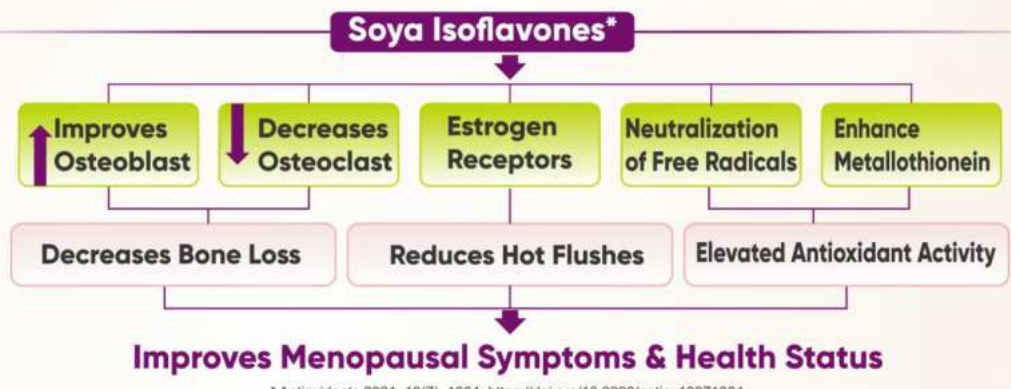 Soya Isoflavones*
Improves
Osteoblast
Decreases
Osteoclast
Estrogen
Receptors
Neutralization
of Free Radicals
Enhance
Metallothionein
Decreases Bone Loss
Reduces Hot Flushes
Elevated Antioxidant Activity
Improves Menopausal Symptoms & Health Status